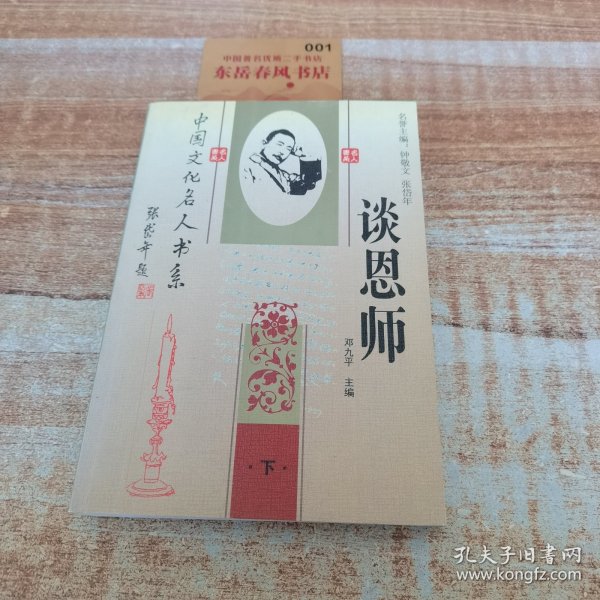 001
中国著名优质二手书店
东岳春风书店
名誉主编：钟敬文 张岱年
谈恩师
邓九平 主编
中国文化名人书系
张岱年题
·下·
孔夫子旧书网
www.kongfz.com